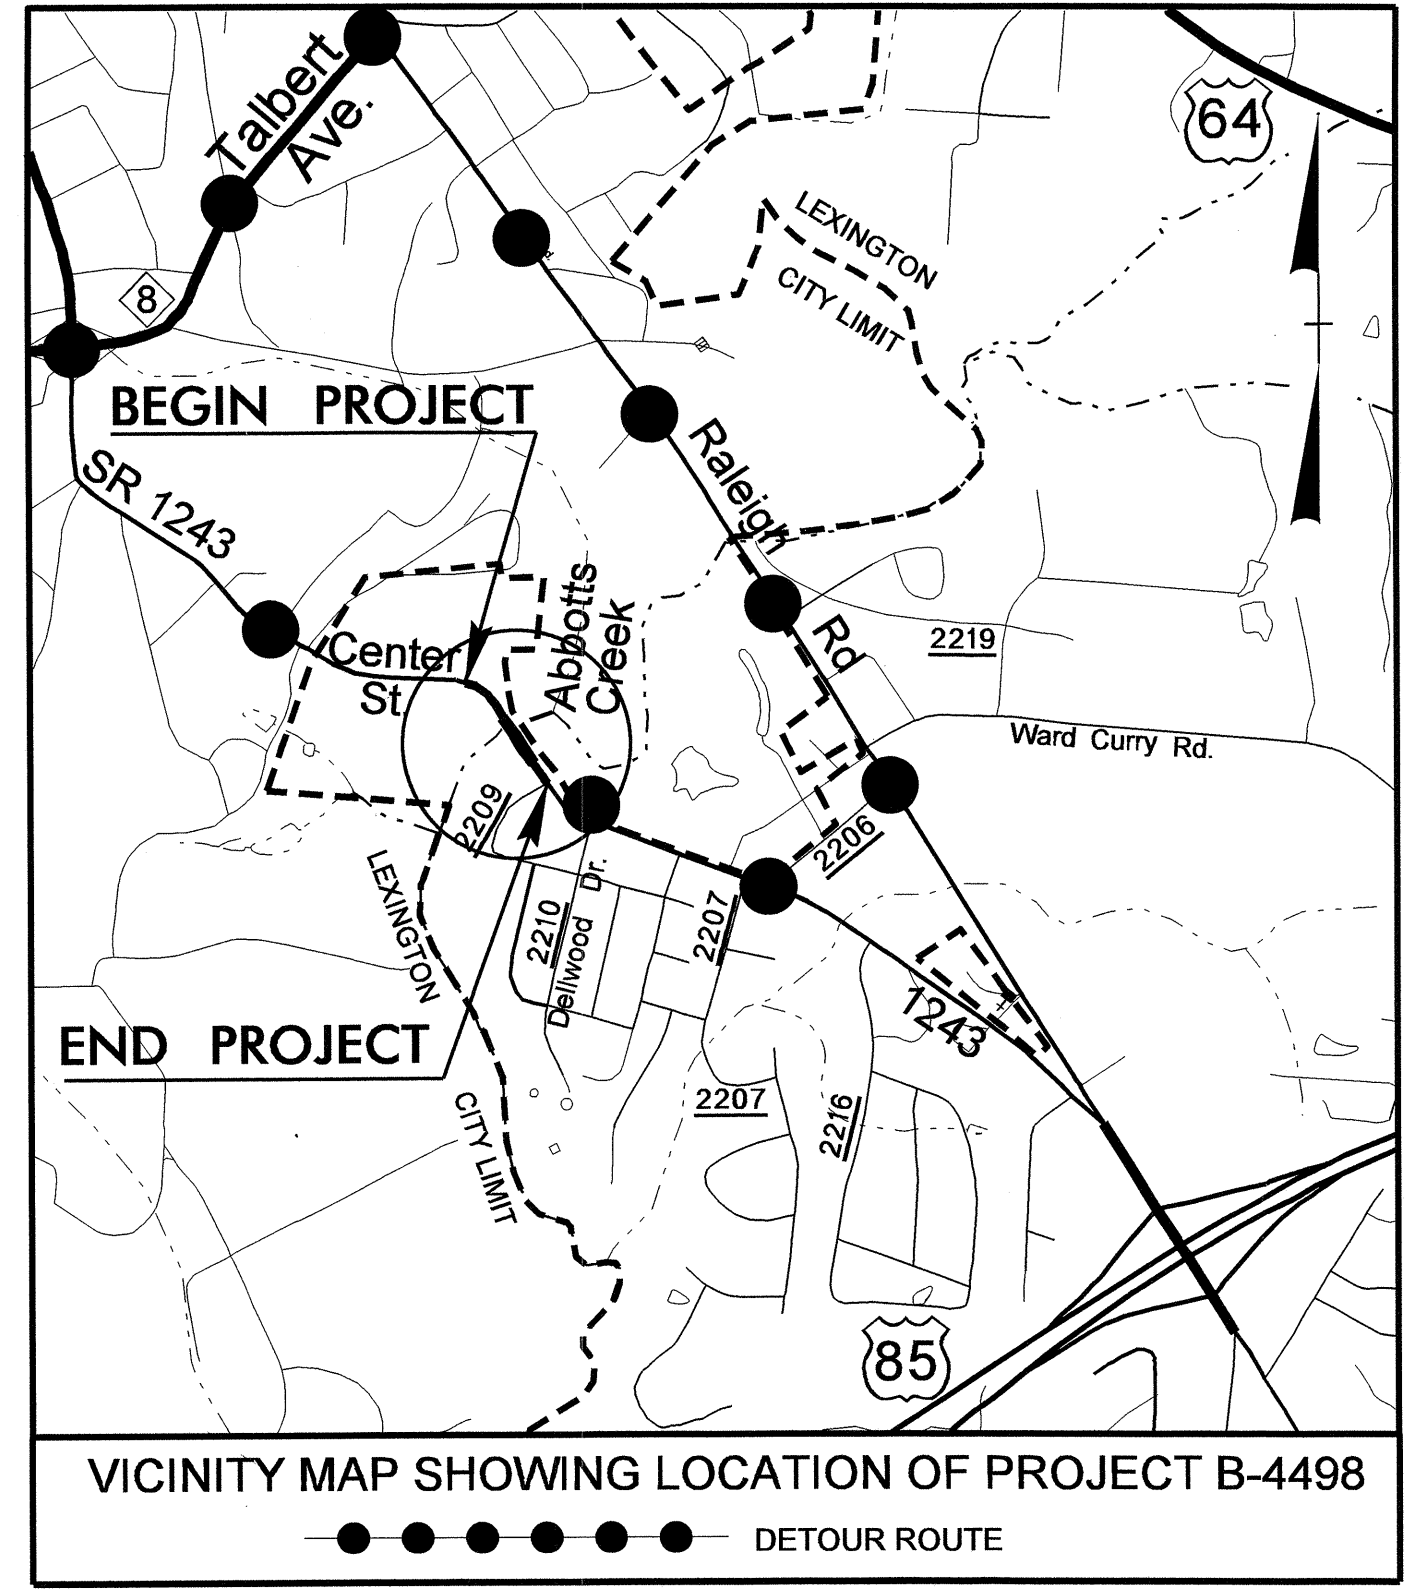 Talbert
Ave.
64
LEXINGTON
CITY LIMIT
8
BEGIN PROJECT
SR 1243
Raleigh
Rd
Abbotts
Creek
Center
St.
2219
Ward Curry Rd.
2209
2206
LEXINGTON
CITY LIMIT
2210
Dellwood Dr.
2207
1243
END PROJECT
2207
2216
85
VICINITY MAP SHOWING LOCATION OF PROJECT B-4498
DETOUR ROUTE